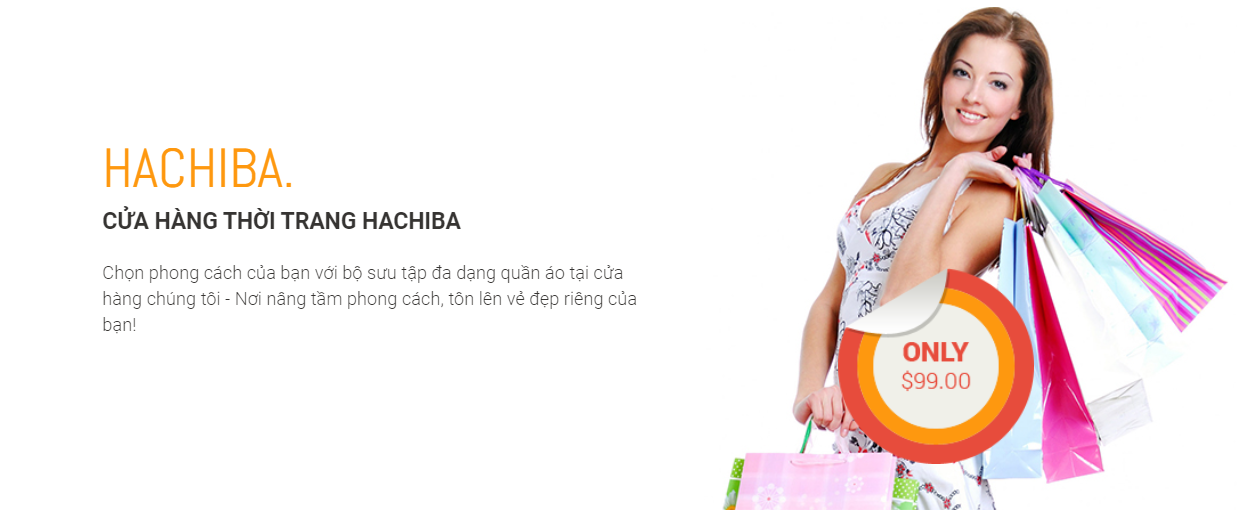 HACHIBA.
CỬA HÀNG THỜI TRANG HACHIBA
Chọn phong cách của bạn với bộ sưu tập đa dạng quần áo tại cửa
hàng chúng tôi - Nơi nâng tầm phong cách, tôn lên vẻ đẹp riêng của
bạn!
ONLY
$99.00